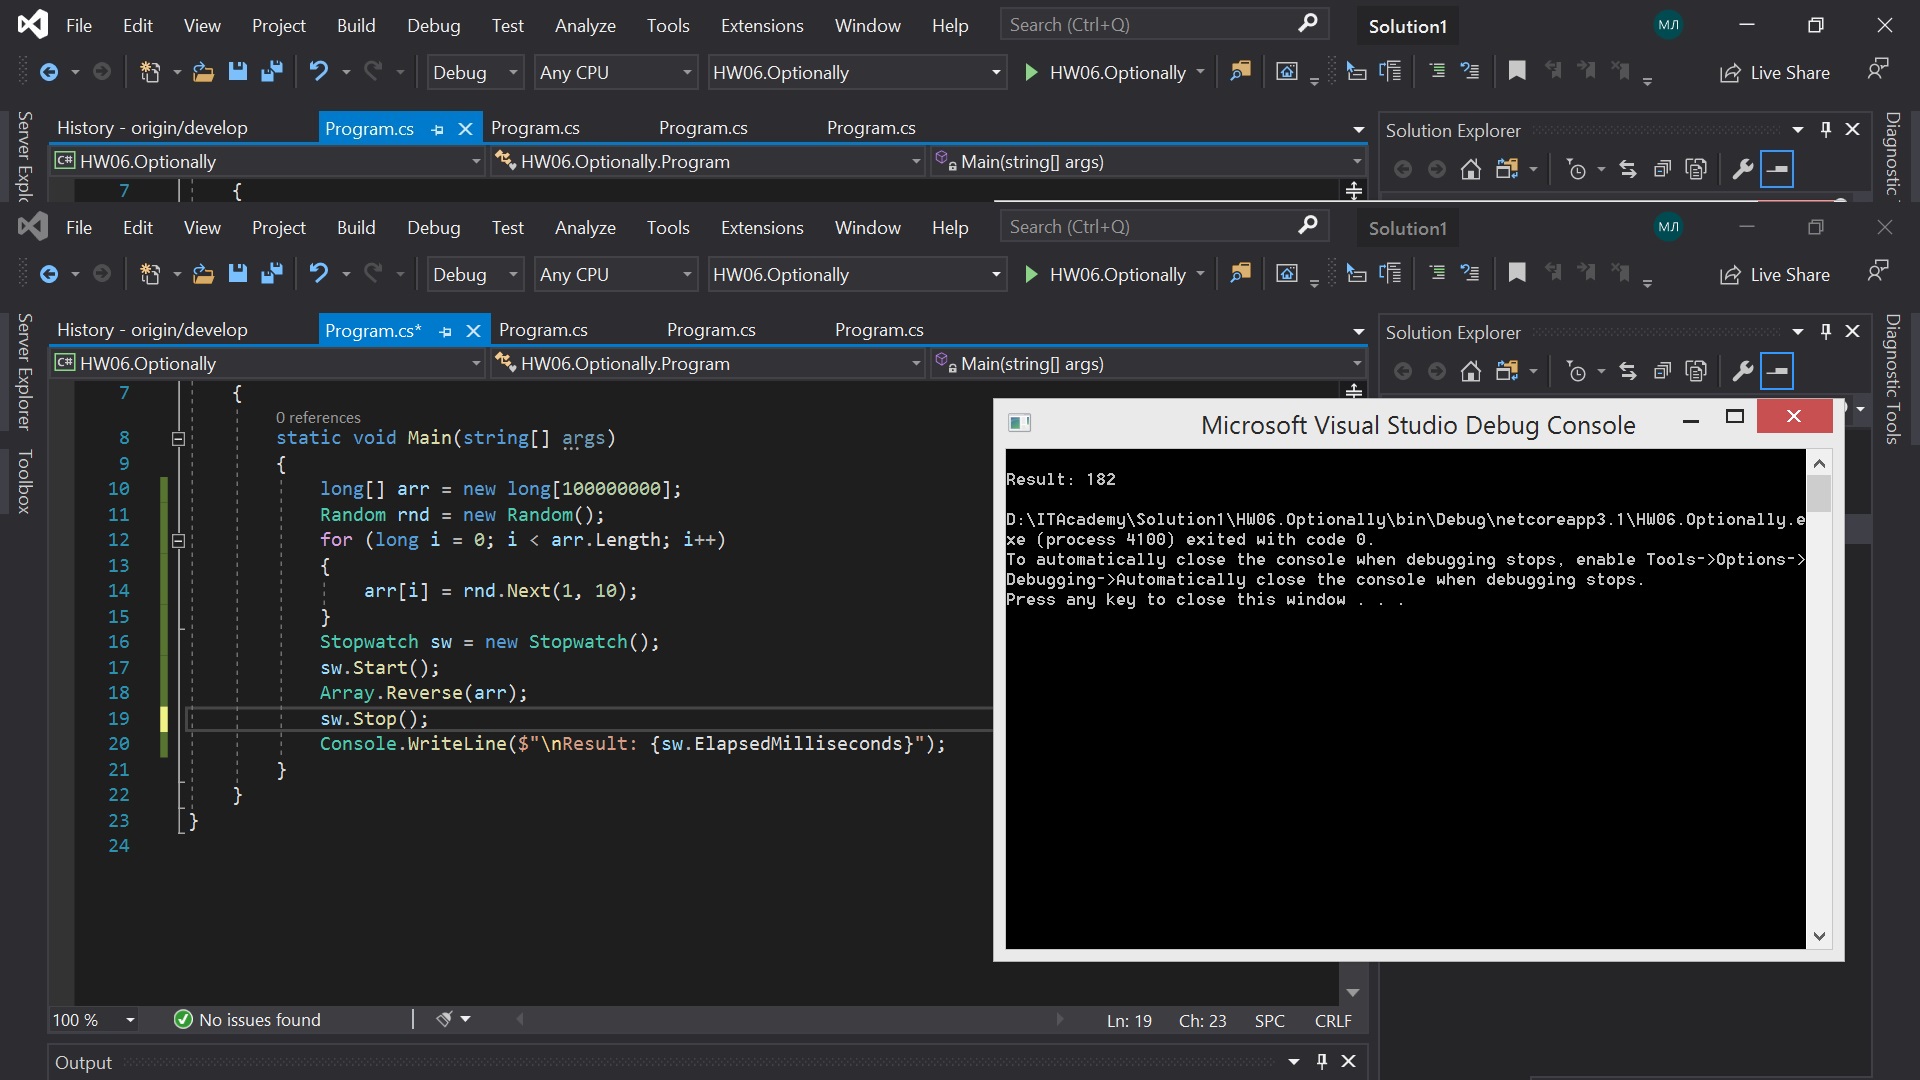 File Edit View Project Build Debug Test Analyze Tools Extensions Window Help Search (Ctrl+Q) Solution1 МЛ
Debug Any CPU HW06.Optionally HW06.Optionally Live Share
History - origin/develop Program.cs Program.cs Program.cs Program.cs
Solution Explorer
Diagnostic
Server Explo
C# HW06.Optionally HW06.Optionally.Program Main(string[] args)
7 {
File Edit View Project Build Debug Test Analyze Tools Extensions Window Help Search (Ctrl+Q) Solution1 МЛ
Debug Any CPU HW06.Optionally HW06.Optionally Live Share
History - origin/develop Program.cs* Program.cs Program.cs Program.cs
Solution Explorer
Diagnostic Tools
Server Explorer
Toolbox
C# HW06.Optionally HW06.Optionally.Program Main(string[] args)
7 {
0 references
8 static void Main(string[] args)
9 {
10 long[] arr = new long[100000000];
11 Random rnd = new Random();
12 for (long i = 0; i < arr.Length; i++)
13 {
14 arr[i] = rnd.Next(1, 10);
15 }
16 Stopwatch sw = new Stopwatch();
17 sw.Start();
18 Array.Reverse(arr);
19 sw.Stop();
20 Console.WriteLine($"\nResult: {sw.ElapsedMilliseconds}");
21 }
22 }
23 }
24
Microsoft Visual Studio Debug Console
Result: 182
D:\ITAcademy\Solution1\HW06.Optionally\bin\Debug\netcoreapp3.1\HW06.Optionally.e
xe (process 4100) exited with code 0.
To automatically close the console when debugging stops, enable Tools->Options->
Debugging->Automatically close the console when debugging stops.
Press any key to close this window . . .
100 % No issues found Ln: 19 Ch: 23 SPC CRLF
Output